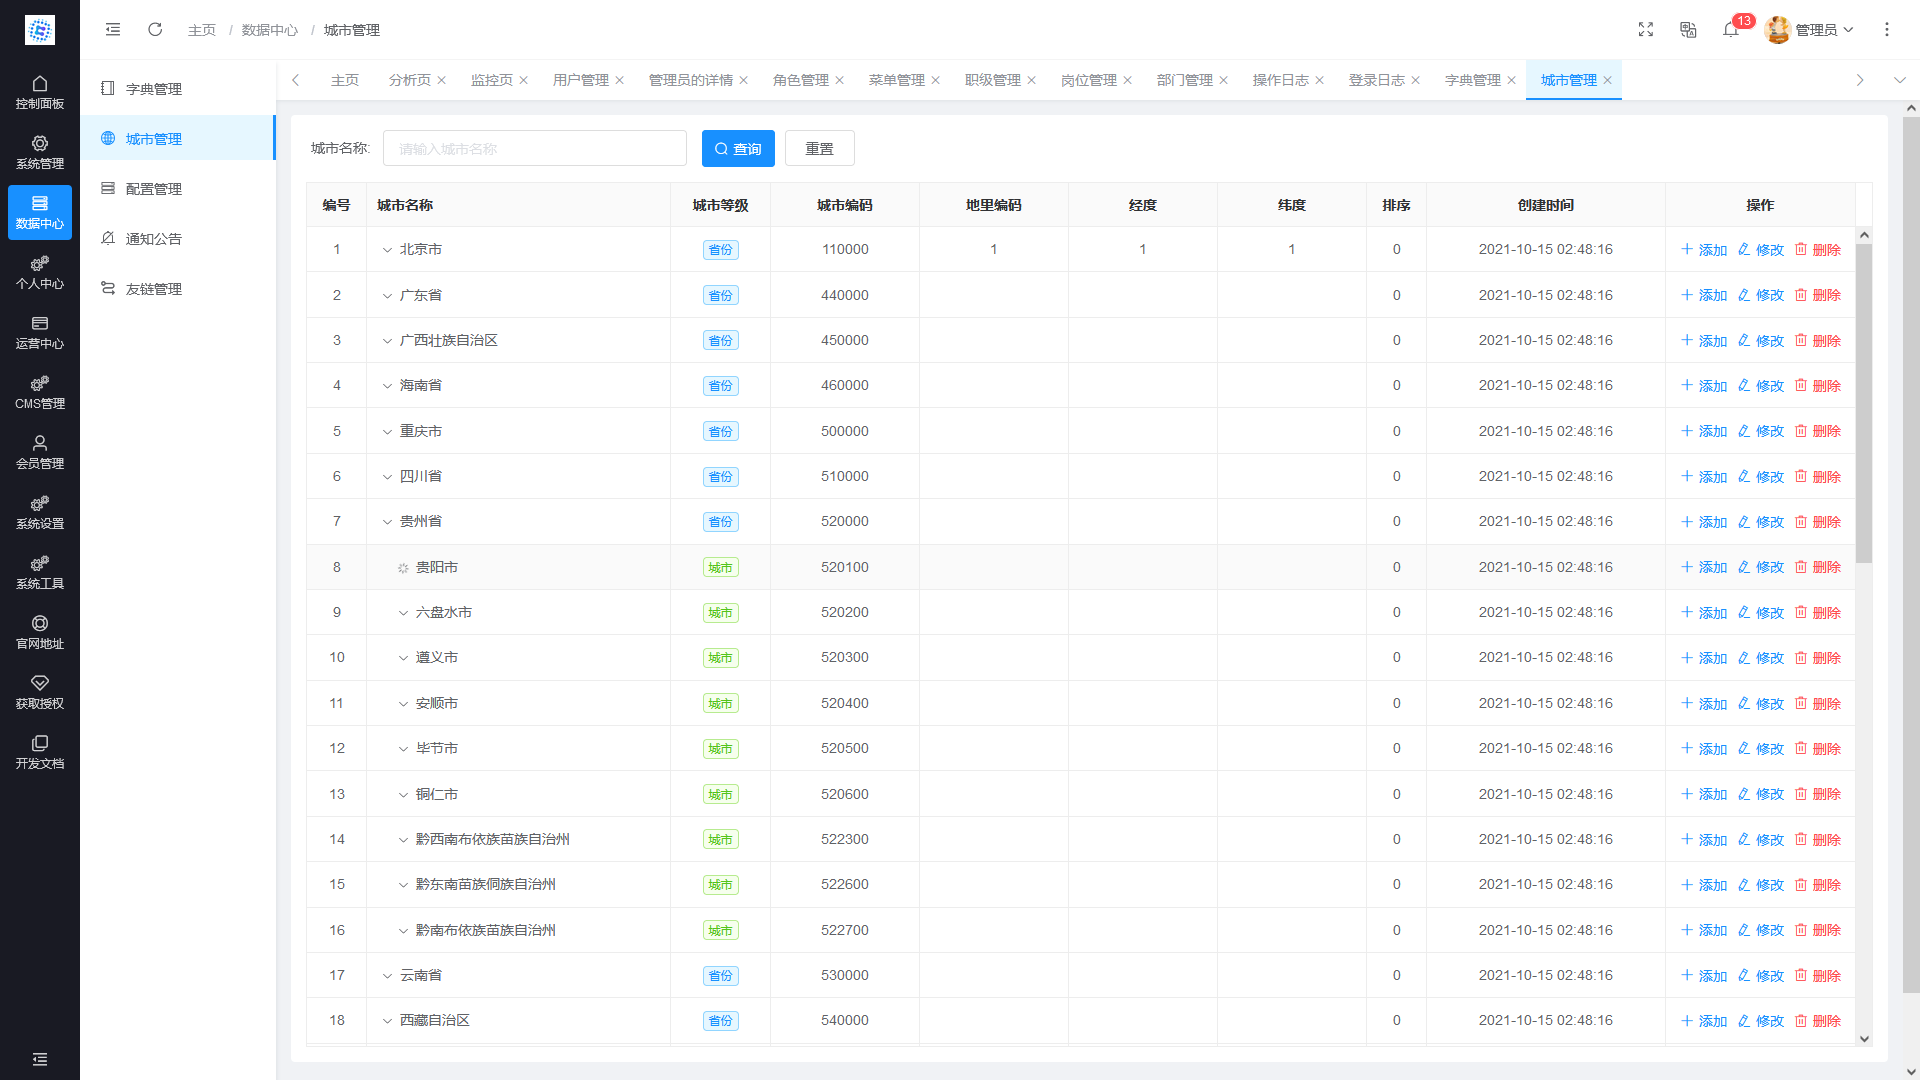 主页 / 数据中心 / 城市管理
13
管理员
控制面板
系统管理
数据中心
个人中心
运营中心
CMS管理
会员管理
系统设置
系统工具
官网地址
获取授权
开发文档
字典管理
城市管理
配置管理
通知公告
友链管理
主页 分析页 监控页 用户管理 管理员的详情 角色管理 菜单管理 职级管理 岗位管理 部门管理 操作日志 登录日志 字典管理 城市管理
城市名称: 请输入城市名称 查询 重置
编号 城市名称 城市等级 城市编码 地里编码 经度 纬度 排序 创建时间 操作
1 北京市 省份 110000 1 1 1 0 2021-10-15 02:48:16 添加 修改 删除
2 广东省 省份 440000 0 2021-10-15 02:48:16 添加 修改 删除
3 广西壮族自治区 省份 450000 0 2021-10-15 02:48:16 添加 修改 删除
4 海南省 省份 460000 0 2021-10-15 02:48:16 添加 修改 删除
5 重庆市 省份 500000 0 2021-10-15 02:48:16 添加 修改 删除
6 四川省 省份 510000 0 2021-10-15 02:48:16 添加 修改 删除
7 贵州省 省份 520000 0 2021-10-15 02:48:16 添加 修改 删除
8 贵阳市 城市 520100 0 2021-10-15 02:48:16 添加 修改 删除
9 六盘水市 城市 520200 0 2021-10-15 02:48:16 添加 修改 删除
10 遵义市 城市 520300 0 2021-10-15 02:48:16 添加 修改 删除
11 安顺市 城市 520400 0 2021-10-15 02:48:16 添加 修改 删除
12 毕节市 城市 520500 0 2021-10-15 02:48:16 添加 修改 删除
13 铜仁市 城市 520600 0 2021-10-15 02:48:16 添加 修改 删除
14 黔西南布依族苗族自治州 城市 522300 0 2021-10-15 02:48:16 添加 修改 删除
15 黔东南苗族侗族自治州 城市 522600 0 2021-10-15 02:48:16 添加 修改 删除
16 黔南布依族苗族自治州 城市 522700 0 2021-10-15 02:48:16 添加 修改 删除
17 云南省 省份 530000 0 2021-10-15 02:48:16 添加 修改 删除
18 西藏自治区 省份 540000 0 2021-10-15 02:48:16 添加 修改 删除